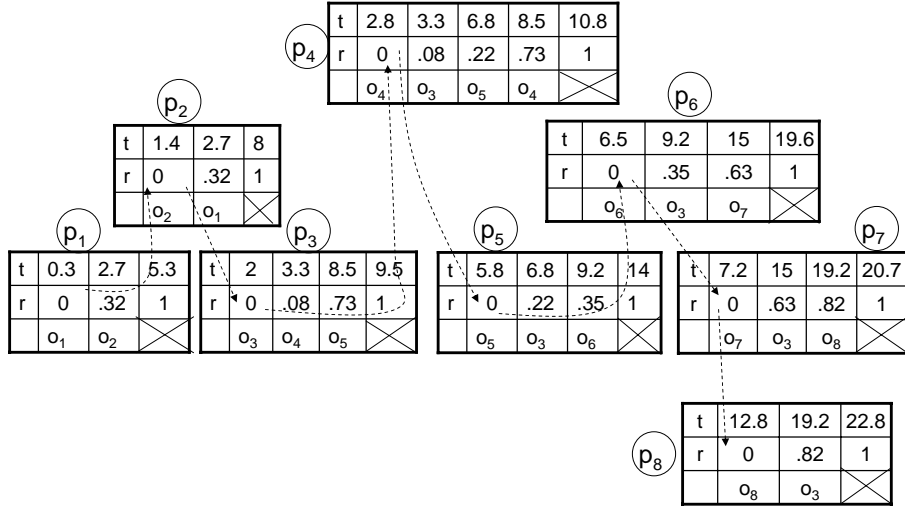 p4
t 2.8 3.3 6.8 8.5 10.8
r 0 .08 .22 .73 1
o4 o3 o5 o4
p2
t 1.4 2.7 8
r 0 .32 1
o2 o1
p6
t 6.5 9.2 15 19.6
r 0 .35 .63 1
o6 o3 o7
p1
t 0.3 2.7 5.3
r 0 .32 1
o1 o2
p3
t 2 3.3 8.5 9.5
r 0 .08 .73 1
o3 o4 o5
p5
t 5.8 6.8 9.2 14
r 0 .22 .35 1
o5 o3 o6
p7
t 7.2 15 19.2 20.7
r 0 .63 .82 1
o7 o3 o8
p8
t 12.8 19.2 22.8
r 0 .82 1
o8 o3